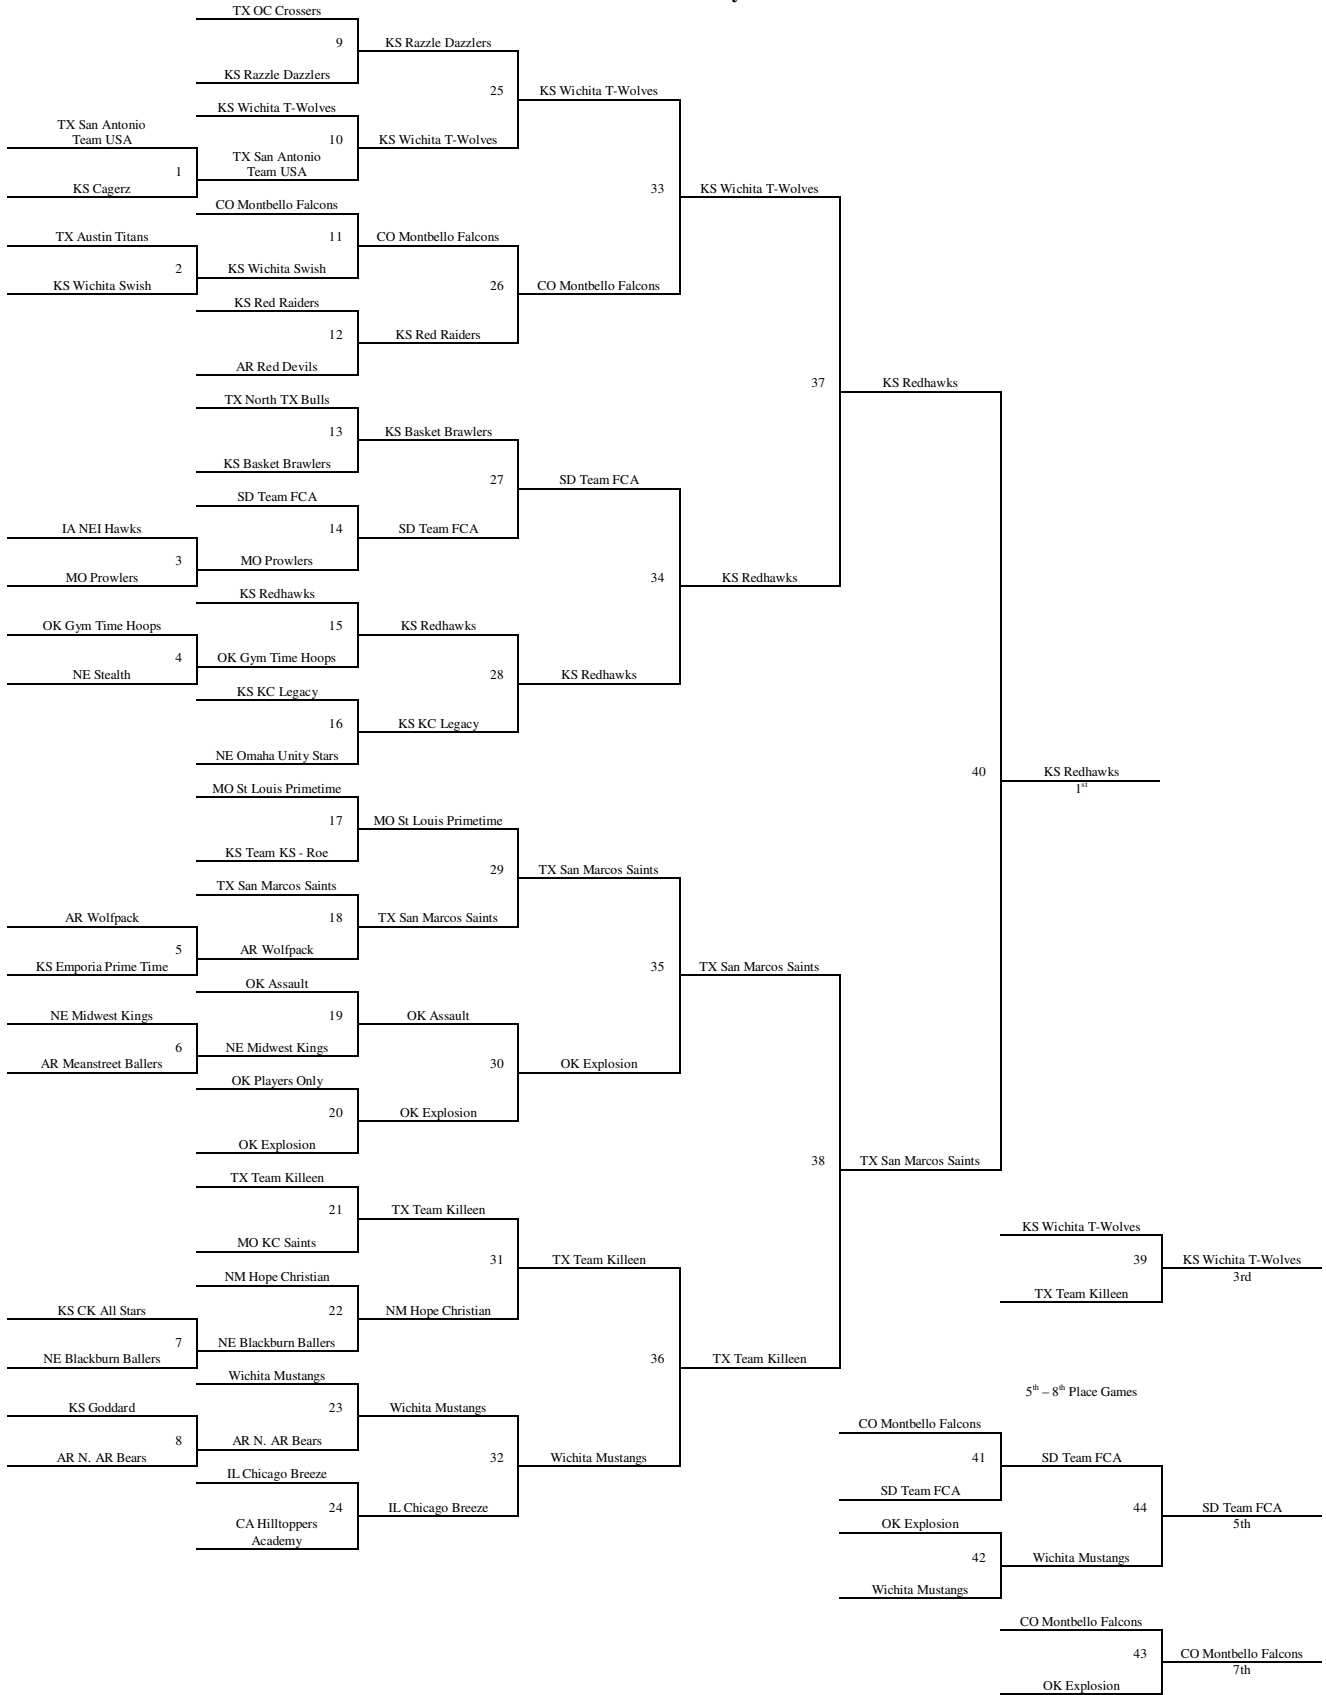 TX OC Crossers
9
KS Razzle Dazzlers
KS Razzle Dazzlers
25
KS Wichita T-Wolves
KS Wichita T-Wolves
TX San Antonio
Team USA
10
KS Wichita T-Wolves
TX San Antonio
Team USA
1
KS Cagerz
33
KS Wichita T-Wolves
CO Montbello Falcons
TX Austin Titans
11
CO Montbello Falcons
2
KS Wichita Swish
KS Wichita Swish
26
CO Montbello Falcons
KS Red Raiders
12
KS Red Raiders
AR Red Devils
37
KS Redhawks
TX North TX Bulls
13
KS Basket Brawlers
KS Basket Brawlers
27
SD Team FCA
SD Team FCA
IA NEI Hawks
14
SD Team FCA
3
MO Prowlers
MO Prowlers
34
KS Redhawks
KS Redhawks
OK Gym Time Hoops
15
KS Redhawks
4
OK Gym Time Hoops
NE Stealth
28
KS Redhawks
KS KC Legacy
16
KS KC Legacy
NE Omaha Unity Stars
40
KS Redhawks
1st
MO St Louis Primetime
17
MO St Louis Primetime
KS Team KS - Roe
29
TX San Marcos Saints
TX San Marcos Saints
AR Wolfpack
18
TX San Marcos Saints
5
AR Wolfpack
KS Emporia Prime Time
35
TX San Marcos Saints
OK Assault
NE Midwest Kings
19
OK Assault
6
NE Midwest Kings
AR Meanstreet Ballers
30
OK Explosion
OK Players Only
20
OK Explosion
OK Explosion
38
TX San Marcos Saints
TX Team Killeen
21
TX Team Killeen
MO KC Saints
KS Wichita T-Wolves
31
TX Team Killeen
39
KS Wichita T-Wolves
3rd
NM Hope Christian
TX Team Killeen
KS CK All Stars
22
NM Hope Christian
7
NE Blackburn Ballers
NE Blackburn Ballers
36
TX Team Killeen
Wichita Mustangs
5th – 8th Place Games
KS Goddard
23
Wichita Mustangs
CO Montbello Falcons
8
AR N. AR Bears
AR N. AR Bears
32
Wichita Mustangs
41
SD Team FCA
IL Chicago Breeze
SD Team FCA
24
IL Chicago Breeze
44
SD Team FCA
5th
CA Hilltoppers
Academy
OK Explosion
42
Wichita Mustangs
Wichita Mustangs
CO Montbello Falcons
43
CO Montbello Falcons
7th
OK Explosion